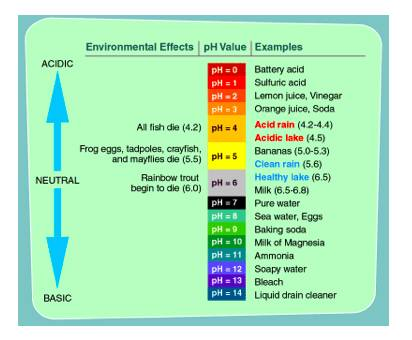 Environmental Effects pH Value Examples
ACIDIC
pH = 0 Battery acid
pH = 1 Sulfuric acid
pH = 2 Lemon juice, Vinegar
pH = 3 Orange juice, Soda
All fish die (4.2) pH = 4 Acid rain (4.2-4.4)
Acidic lake (4.5)
Frog eggs, tadpoles, crayfish,
and mayflies die (5.5) pH = 5 Bananas (5.0-5.3)
Clean rain (5.6)
NEUTRAL
Rainbow trout
begin to die (6.0) pH = 6 Healthy lake (6.5)
Milk (6.5-6.8)
pH = 7 Pure water
pH = 8 Sea water, Eggs
pH = 9 Baking soda
pH = 10 Milk of Magnesia
pH = 11 Ammonia
pH = 12 Soapy water
pH = 13 Bleach
pH = 14 Liquid drain cleaner
BASIC